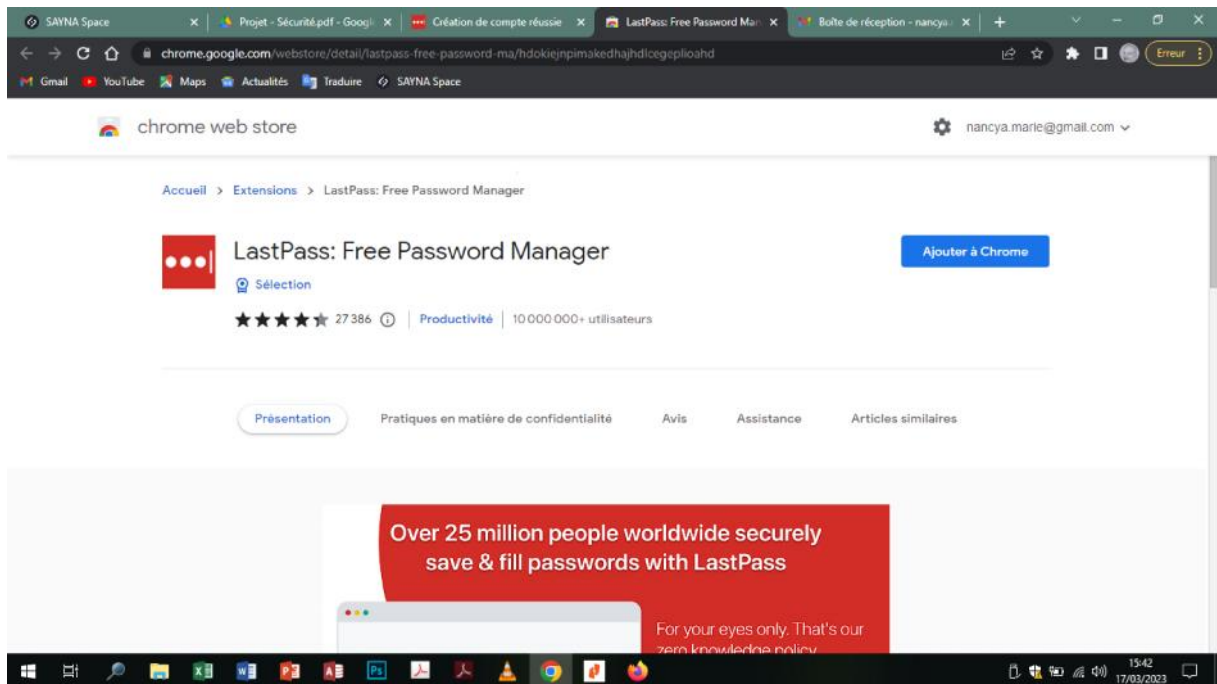 SAYNA Space
Projet - Sécurité.pdf - Googl
Création de compte réussie
LastPass: Free Password Man
Boîte de réception - nancya.
chrome.google.com/webstore/detail/lastpass-free-password-ma/hdokiejnpimakedhajhdlcegeplioahd
Erreur
Gmail YouTube Maps Actualités Traduire SAYNA Space
chrome web store
nancya.marie@gmail.com
Accueil > Extensions > LastPass: Free Password Manager
LastPass: Free Password Manager
Ajouter à Chrome
Sélection
27 386 Productivité 10 000 000+ utilisateurs
Présentation Pratiques en matière de confidentialité Avis Assistance Articles similaires
Over 25 million people worldwide securely
save & fill passwords with LastPass
For your eyes only. That's our
zero knowledge policy
15:42
17/03/2023